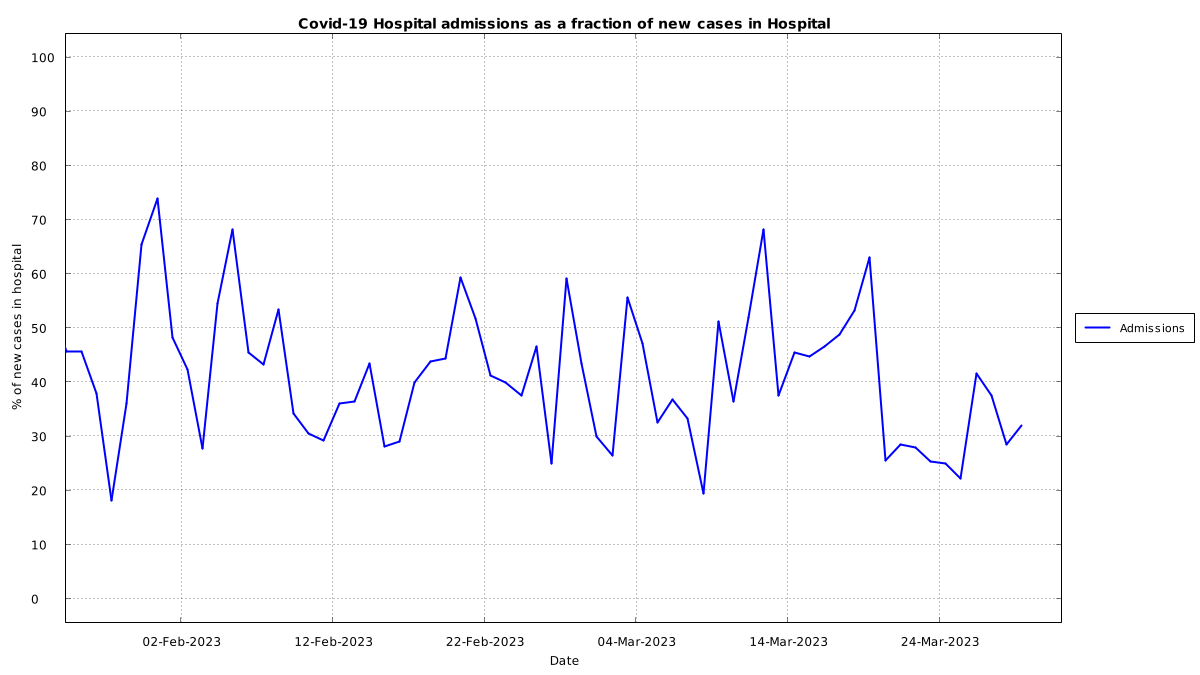 Covid-19 Hospital admissions as a fraction of new cases in Hospital
100
90
80
70
60
50
40
30
20
10
0
% of new cases in hospital
02-Feb-2023
12-Feb-2023
22-Feb-2023
04-Mar-2023
14-Mar-2023
24-Mar-2023
Date
Admissions